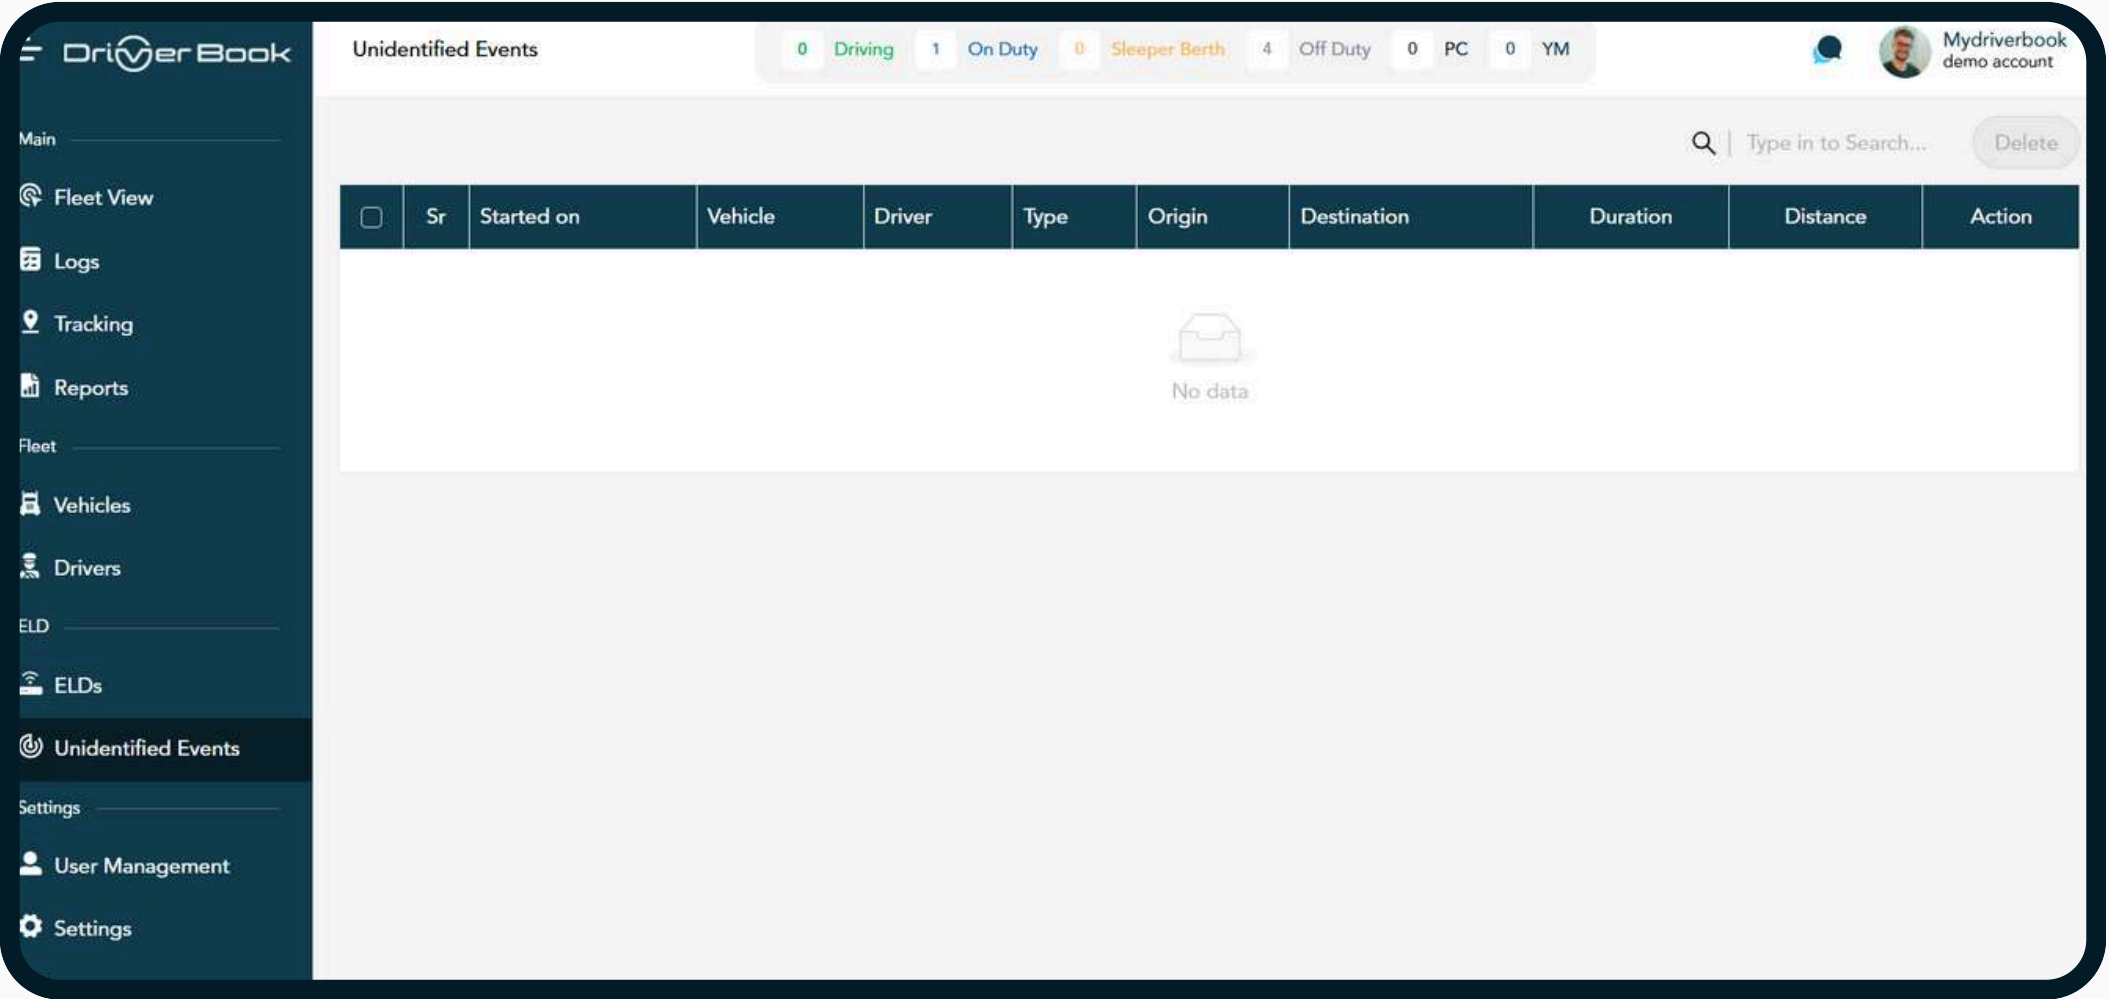 DriverBook
Unidentified Events
0 Driving 1 On Duty 0 Sleeper Berth 4 Off Duty 0 PC 0 YM
Mydriverbook
demo account
Main
Fleet View
Logs
Tracking
Reports
Fleet
Vehicles
Drivers
ELD
ELDs
Unidentified Events
Settings
User Management
Settings
Type in to Search...
Delete
Sr Started on Vehicle Driver Type Origin Destination Duration Distance Action
No data